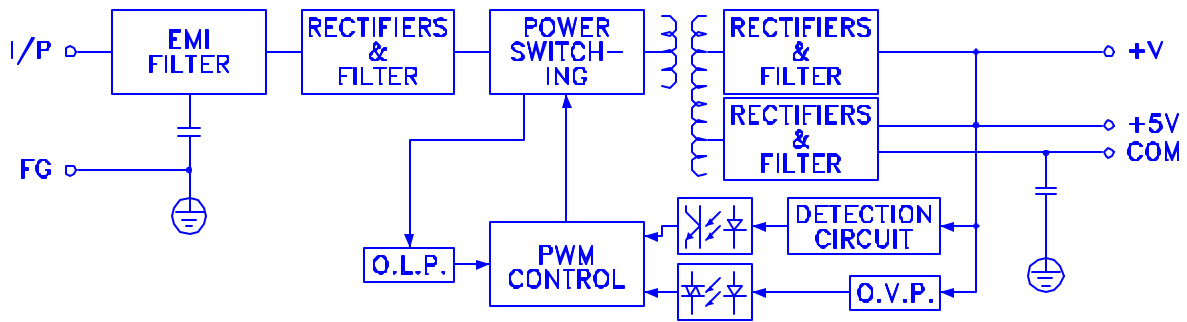 I/P
EMI
FILTER
RECTIFIERS
&
FILTER
POWER
SWITCH-
ING
RECTIFIERS
&
FILTER
+V
RECTIFIERS
&
FILTER
+5V
COM
FG
O.L.P.
PWM
CONTROL
DETECTION
CIRCUIT
O.V.P.